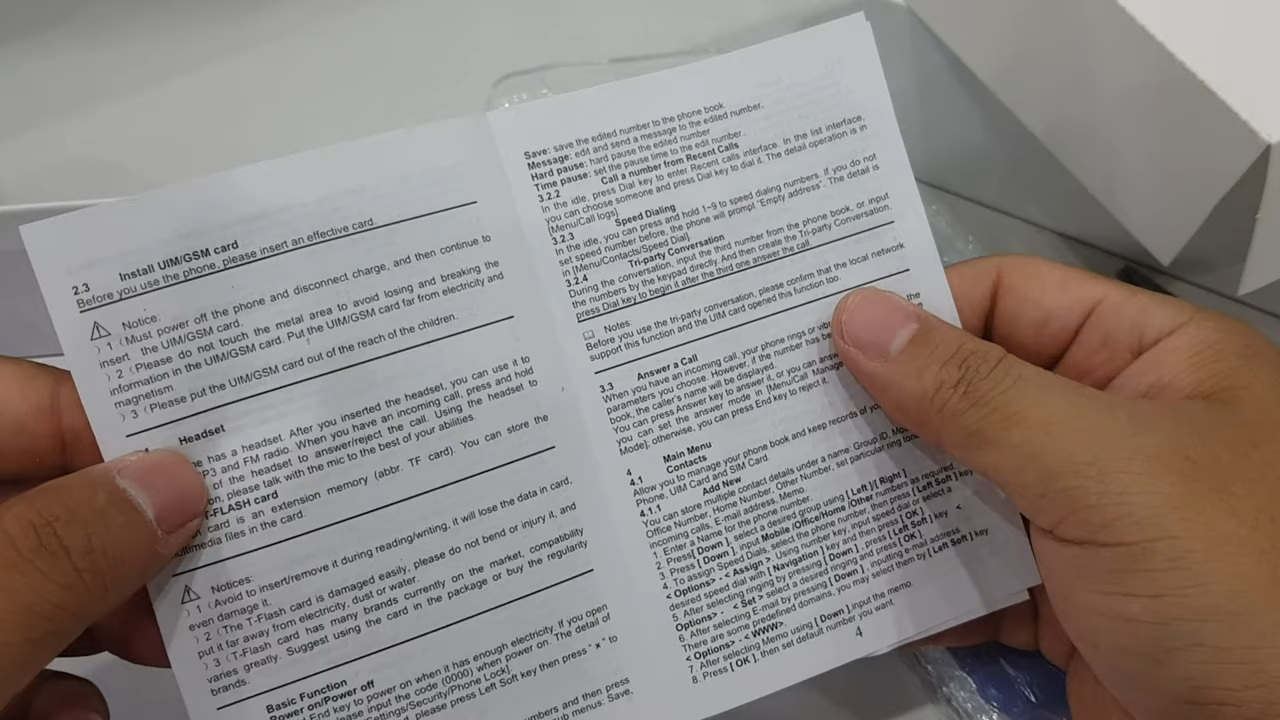 2.3 Install UIM/GSM card
Before you use the phone, please insert an effective card.
Notice:
) 1 (Must power off the phone and disconnect charge, and then continue to
insert the UIM/GSM card.
) 2 (Please do not touch the metal area to avoid losing and breaking the
information in the UIM/GSM card. Put the UIM/GSM card far from electricity and
magnetism.
) 3 (Please put the UIM/GSM card out of the reach of the children.
Headset
has a headset. After you inserted the headset, you can use it to
P3 and FM radio. When you have an incoming call, press and hold
of the headset to answer/reject the call. Using the headset to
on, please talk with the mic to the best of your abilities.
T-FLASH card
card is an extension memory (abbr. TF card). You can store the
multimedia files in the card.
Notices:
) 1 (Avoid to insert/remove it during reading/writing, it will lose the data in card,
even damage it.
) 2 (The T-Flash card is damaged easily, please do not bend or injury it, and
put it far away from electricity, dust or water.
) 3 (T-Flash card has many brands currently on the market, compatibility
varies greatly. Suggest using the card in the package or buy the regularity
brands.
Basic Function
Power on/Power off
End key to power on when it has enough electricity. If you open
please input the code (0000) when power on. The detail of
Settings/Security/Phone Lock].
please press Left Soft key then press " * " to
numbers and then press
sub menus: Save,
Save: save the edited number to the phone book.
Message: edit and send a message to the edited number.
Hard pause: hard pause the edited number
Time pause: set the pause time to the edit number.
3.2.2 Call a number from Recent Calls
In the idle, press Dial key to enter Recent calls interface. In the list interface,
you can choose someone and press Dial key to dial it. The detail operation is in
[Menu/Call logs]
3.2.3 Speed Dialing
In the idle, you can press and hold 1~9 to speed dialing numbers. If you do not
set speed number before, the phone will prompt "Empty address". The detail is
in [Menu/Contacts/Speed Dial].
3.2.4 Tri-party Conversation
During the conversation, input the third number from the phone book, or input
the numbers by the keypad directly. And then create the Tri-party Conversation,
press Dial key to begin it after the third one answer the call.
Notes:
Before you use the tri-party conversation, please confirm that the local network
support this function and the UIM card opened this function too.
3.3 Answer a Call
When you have an incoming call, your phone rings or the
parameters you choose. However, if the number has
book, the caller's name will be displayed.
You can press Answer key to answer it, or you can
you can set the answer mode in [Menu/Call
Mode]; otherwise, you can press End key to reject it.
4 Main Menu
4.1 Contacts
Allow you to manage your phone book and keep records of
Phone, UIM Card and SIM Card.
4.1.1 Add New
You can store multiple contact details under a name: Group ID,
Office Number, Home Number, Other Number, set particular ring
incoming calls, E-mail address, Memo.
1. Enter a Name for the phone number.
2. Press[ Down ], select a desired group using [ Left ]/[ Right ]
3. Press [ Down ], input Mobile /Office/Home /Other numbers as required.
4. To assign Speed Dials, select the phone number, then press [ Left Soft] key <
< Options> - < Assign > Using number key, input speed dial or select a
desired speed dial with [ Navigation ] key and then press [ OK ].
5. After selecting ringing by pressing [ Down ], press [Left Soft ] key <
Options> - < Set > select a desired ringing and press [ OK ].
6. After selecting E-mail by pressing [ Down ], inputing e-mail address.
There are some predefined domains, you may select them by [ Left Soft ] key
< Options> - < WWW>.
7. After selecting Memo using [ Down ],input the memo.
8. Press [ OK ], then set default number you want.
4